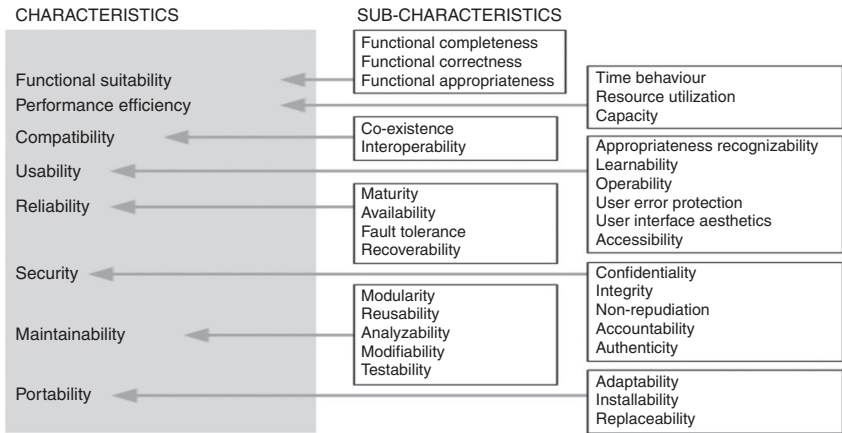 CHARACTERISTICS
SUB-CHARACTERISTICS
Functional suitability
Functional completeness
Functional correctness
Functional appropriateness
Performance efficiency
Time behaviour
Resource utilization
Capacity
Compatibility
Co-existence
Interoperability
Usability
Appropriateness recognizability
Learnability
Operability
User error protection
User interface aesthetics
Accessibility
Reliability
Maturity
Availability
Fault tolerance
Recoverability
Security
Confidentiality
Integrity
Non-repudiation
Accountability
Authenticity
Maintainability
Modularity
Reusability
Analyzability
Modifiability
Testability
Portability
Adaptability
Installability
Replaceability